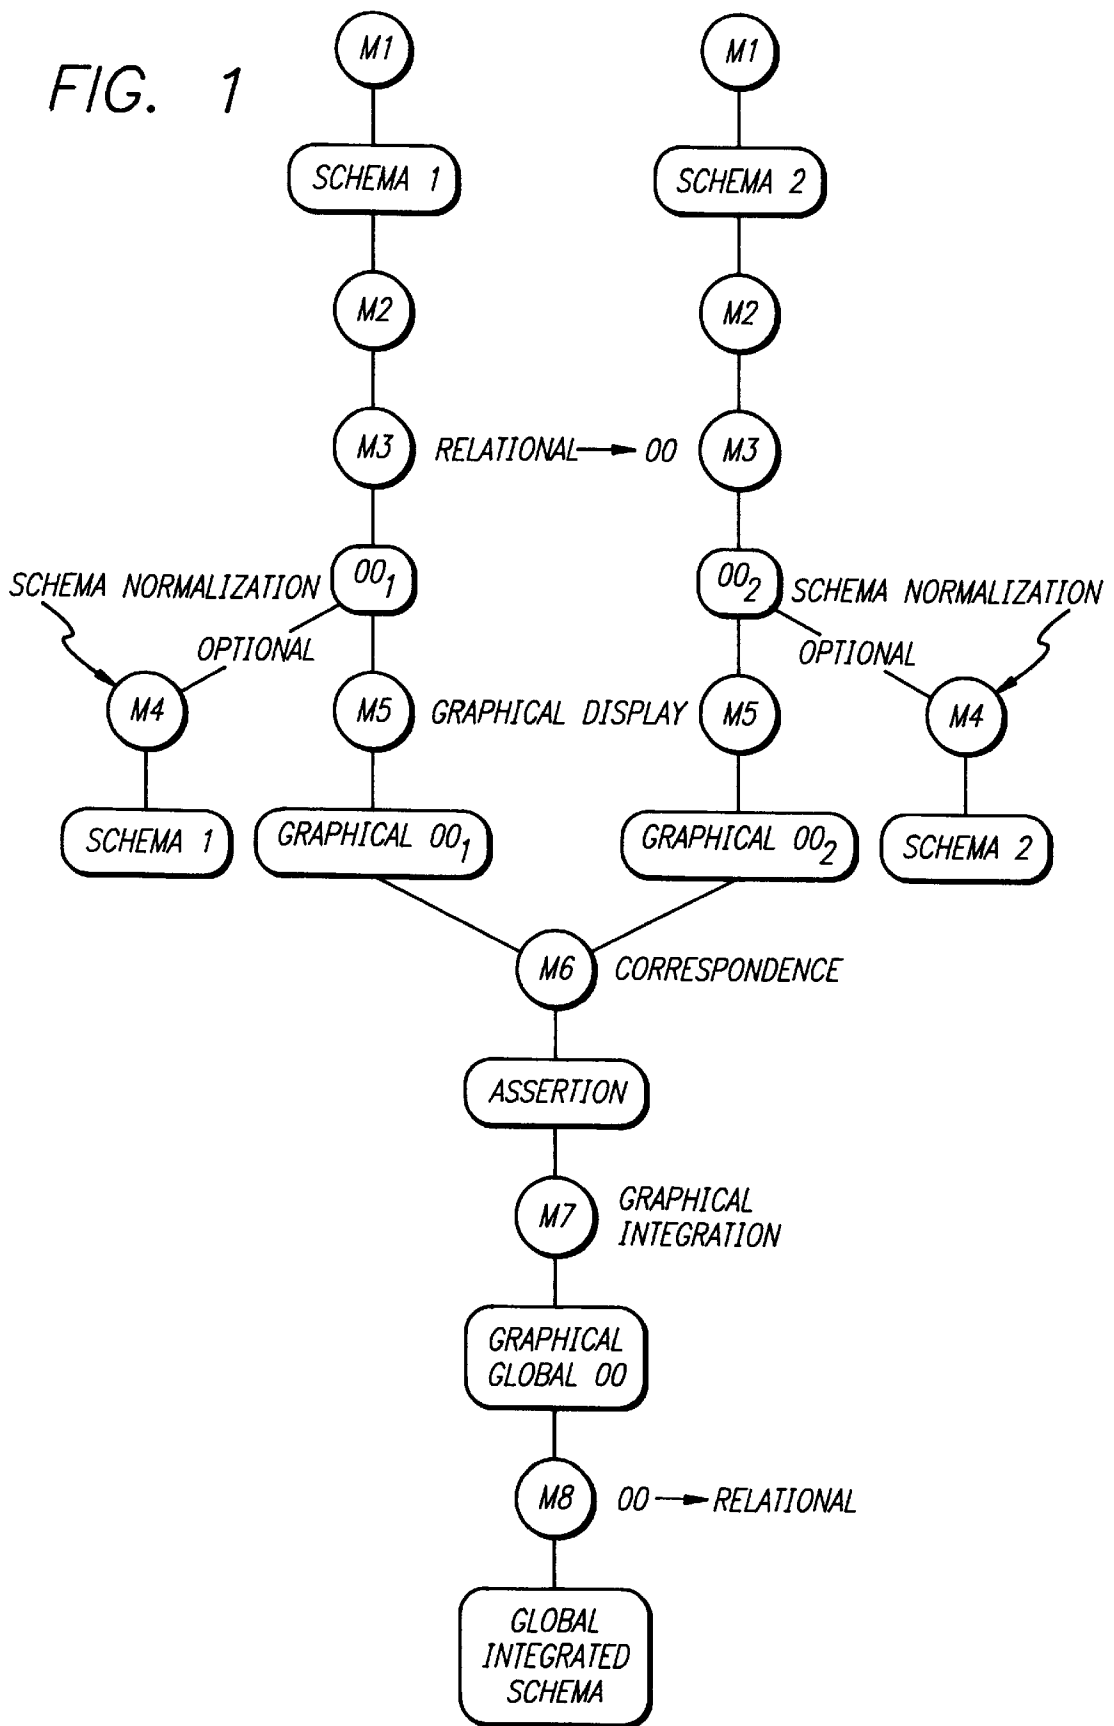 FIG. 1
M1
M1
SCHEMA 1
SCHEMA 2
M2
M2
M3
RELATIONAL → OO
M3
OO1
OO2
SCHEMA NORMALIZATION
SCHEMA NORMALIZATION
OPTIONAL
OPTIONAL
M4
M5
GRAPHICAL DISPLAY
M5
M4
SCHEMA 1
GRAPHICAL OO1
GRAPHICAL OO2
SCHEMA 2
M6
CORRESPONDENCE
ASSERTION
M7
GRAPHICAL
INTEGRATION
GRAPHICAL
GLOBAL OO
M8
OO → RELATIONAL
GLOBAL
INTEGRATED
SCHEMA